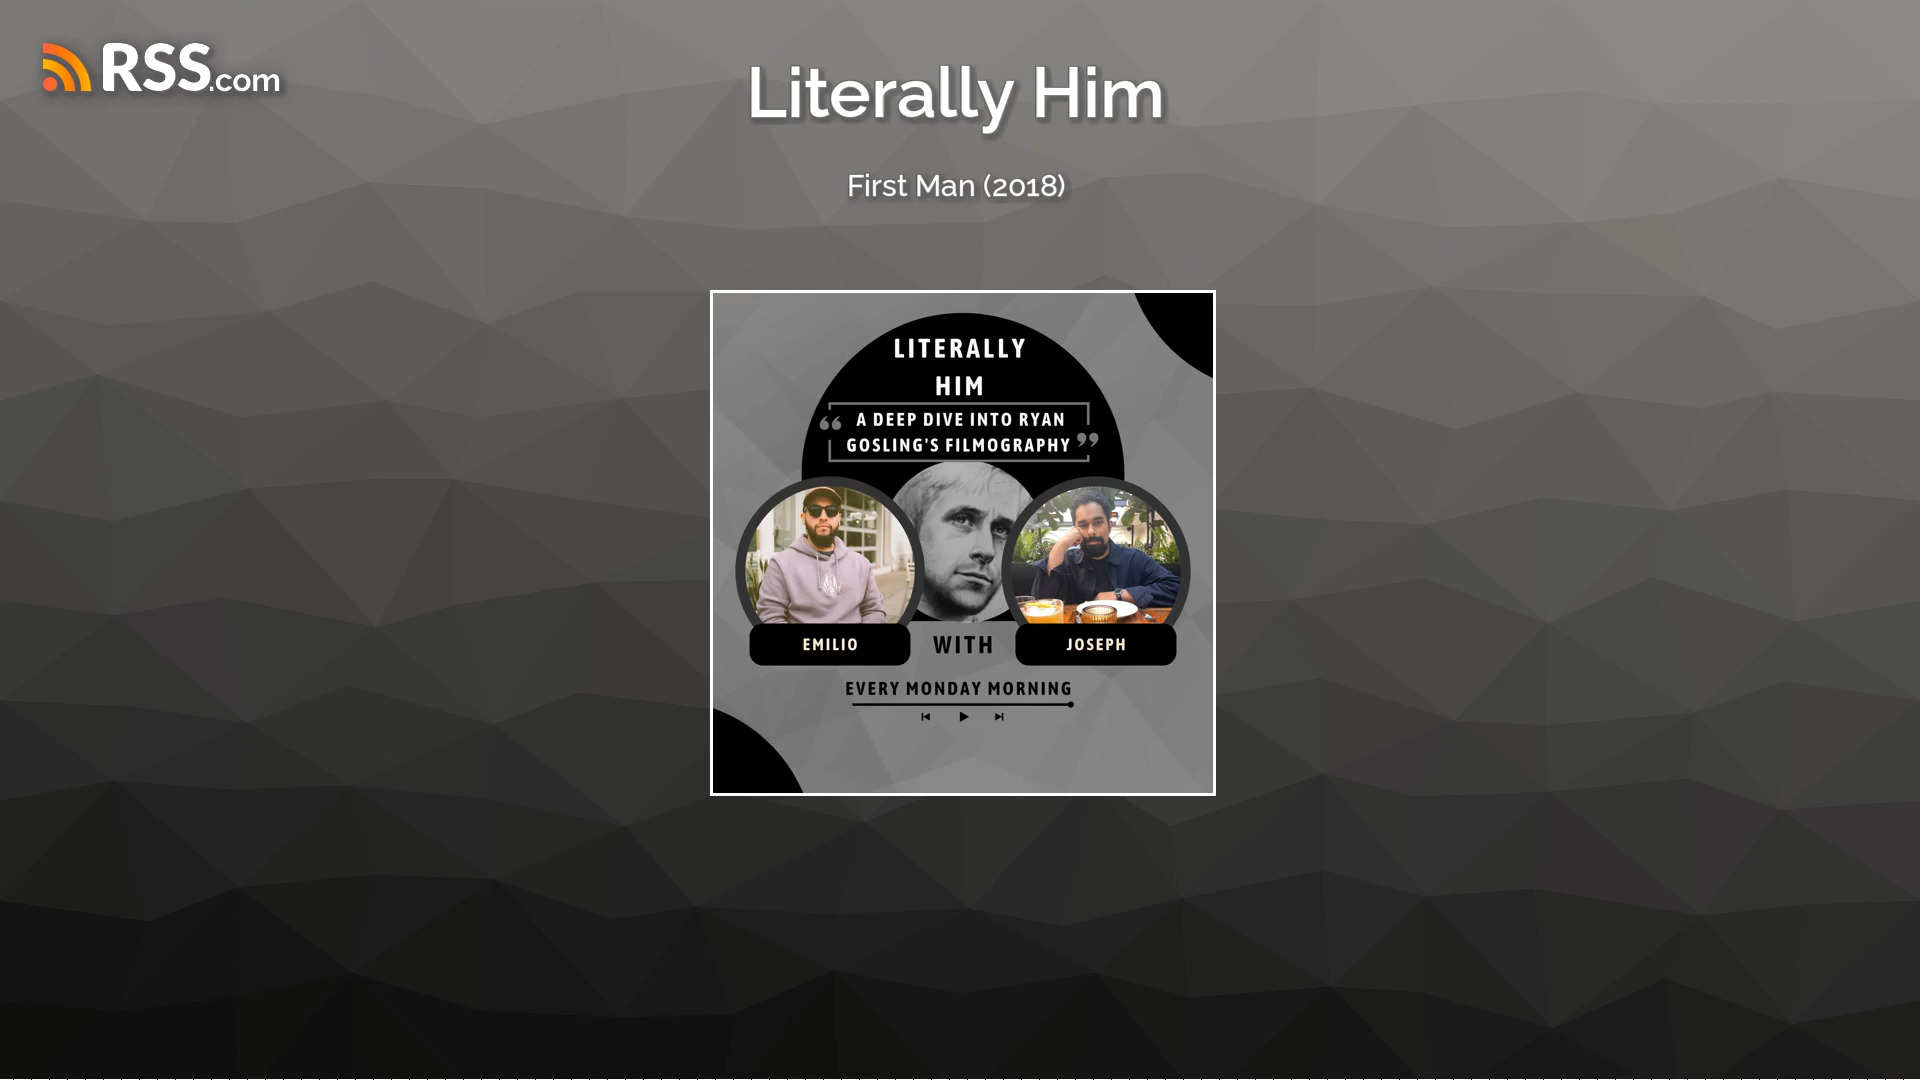 RSS.com
Literally Him
First Man (2018)
LITERALLY
HIM
“ A DEEP DIVE INTO RYAN
GOSLING'S FILMOGRAPHY ”
EMILIO WITH JOSEPH
EVERY MONDAY MORNING